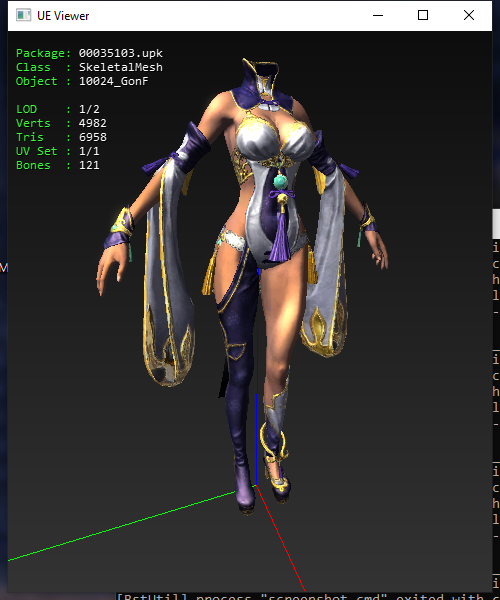 UE Viewer
Package: 00035103.upk
Class : SkeletalMesh
Object : 10024_GonF
LOD : 1/2
Verts : 4982
Tris : 6958
UV Set : 1/1
Bones : 121